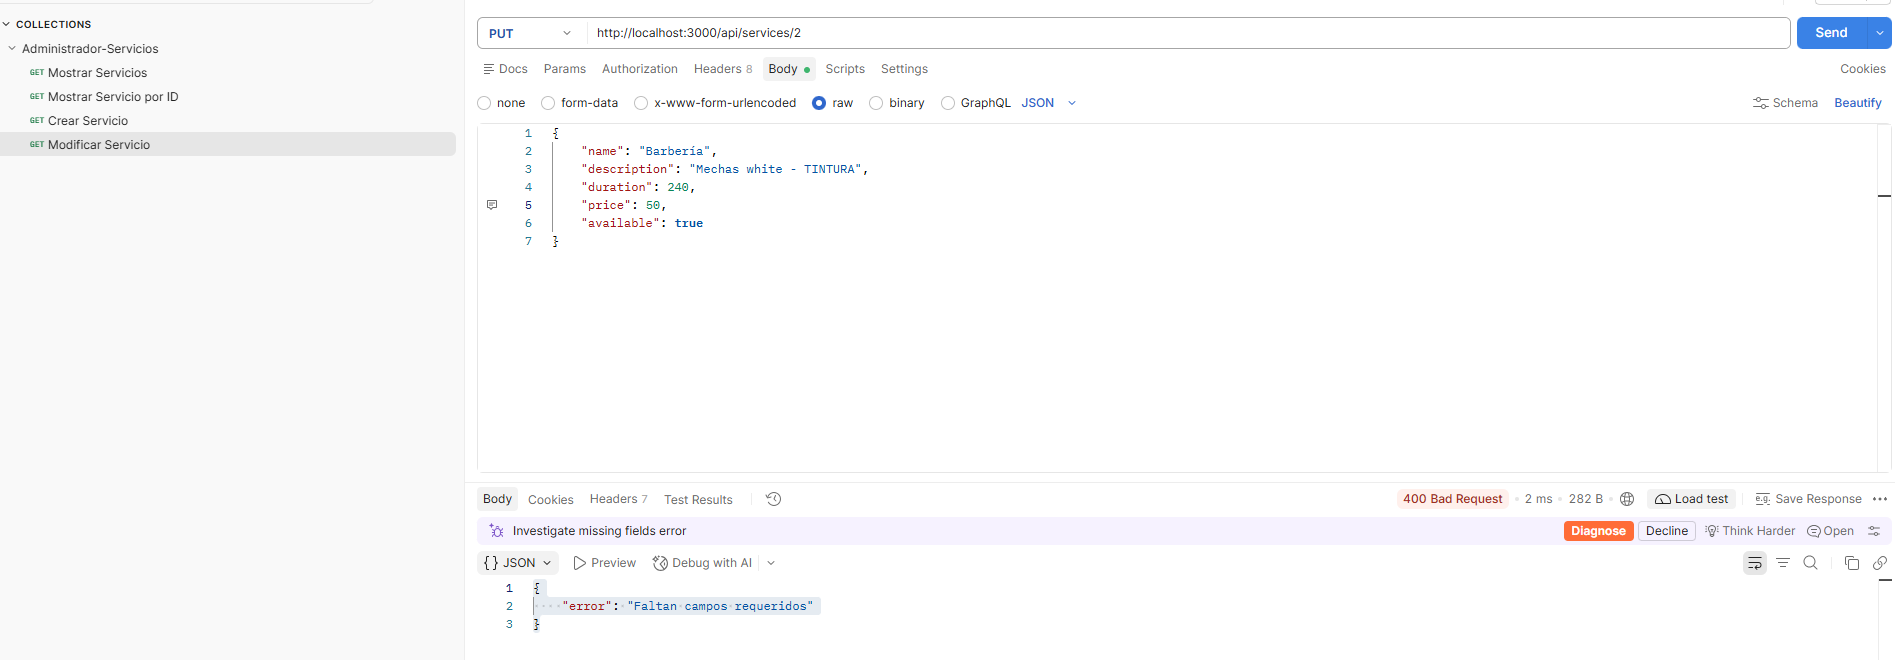 COLLECTIONS
Administrador-Servicios
GET Mostrar Servicios
GET Mostrar Servicio por ID
GET Crear Servicio
GET Modificar Servicio
PUT http://localhost:3000/api/services/2 Send
Docs Params Authorization Headers 8 Body Scripts Settings Cookies
none form-data x-www-form-urlencoded raw binary GraphQL JSON Schema Beautify
1 {
2 "name": "Barbería",
3 "description": "Mechas white - TINTURA",
4 "duration": 240,
5 "price": 50,
6 "available": true
7 }
Body Cookies Headers 7 Test Results 400 Bad Request • 2 ms • 282 B Load test e.g. Save Response
Investigate missing fields error Diagnose Decline Think Harder Open
{} JSON Preview Debug with AI
1 {
2 "error": "Faltan campos requeridos"
3 }